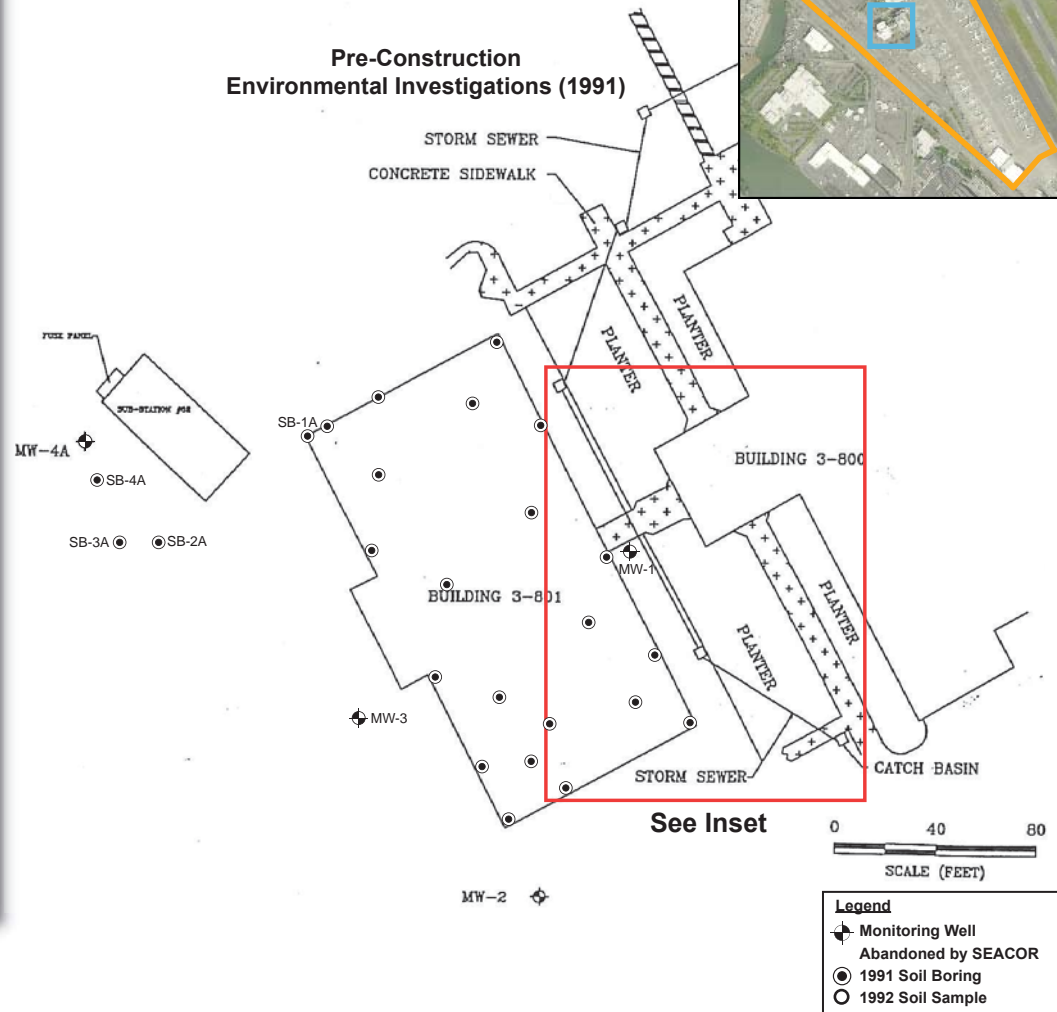 Pre-Construction
Environmental Investigations (1991)
STORM SEWER
CONCRETE SIDEWALK
PLANTER
PLANTER
FUSE PANEL
SUB-STATION
SB-1A
MW-4A
BUILDING 3-800
SB-4A
SB-3A
SB-2A
MW-1
BUILDING 3-801
PLANTER
PLANTER
MW-3
STORM SEWER
CATCH BASIN
See Inset
0 40 80
SCALE (FEET)
MW-2
Legend
Monitoring Well
Abandoned by SEACOR
1991 Soil Boring
1992 Soil Sample